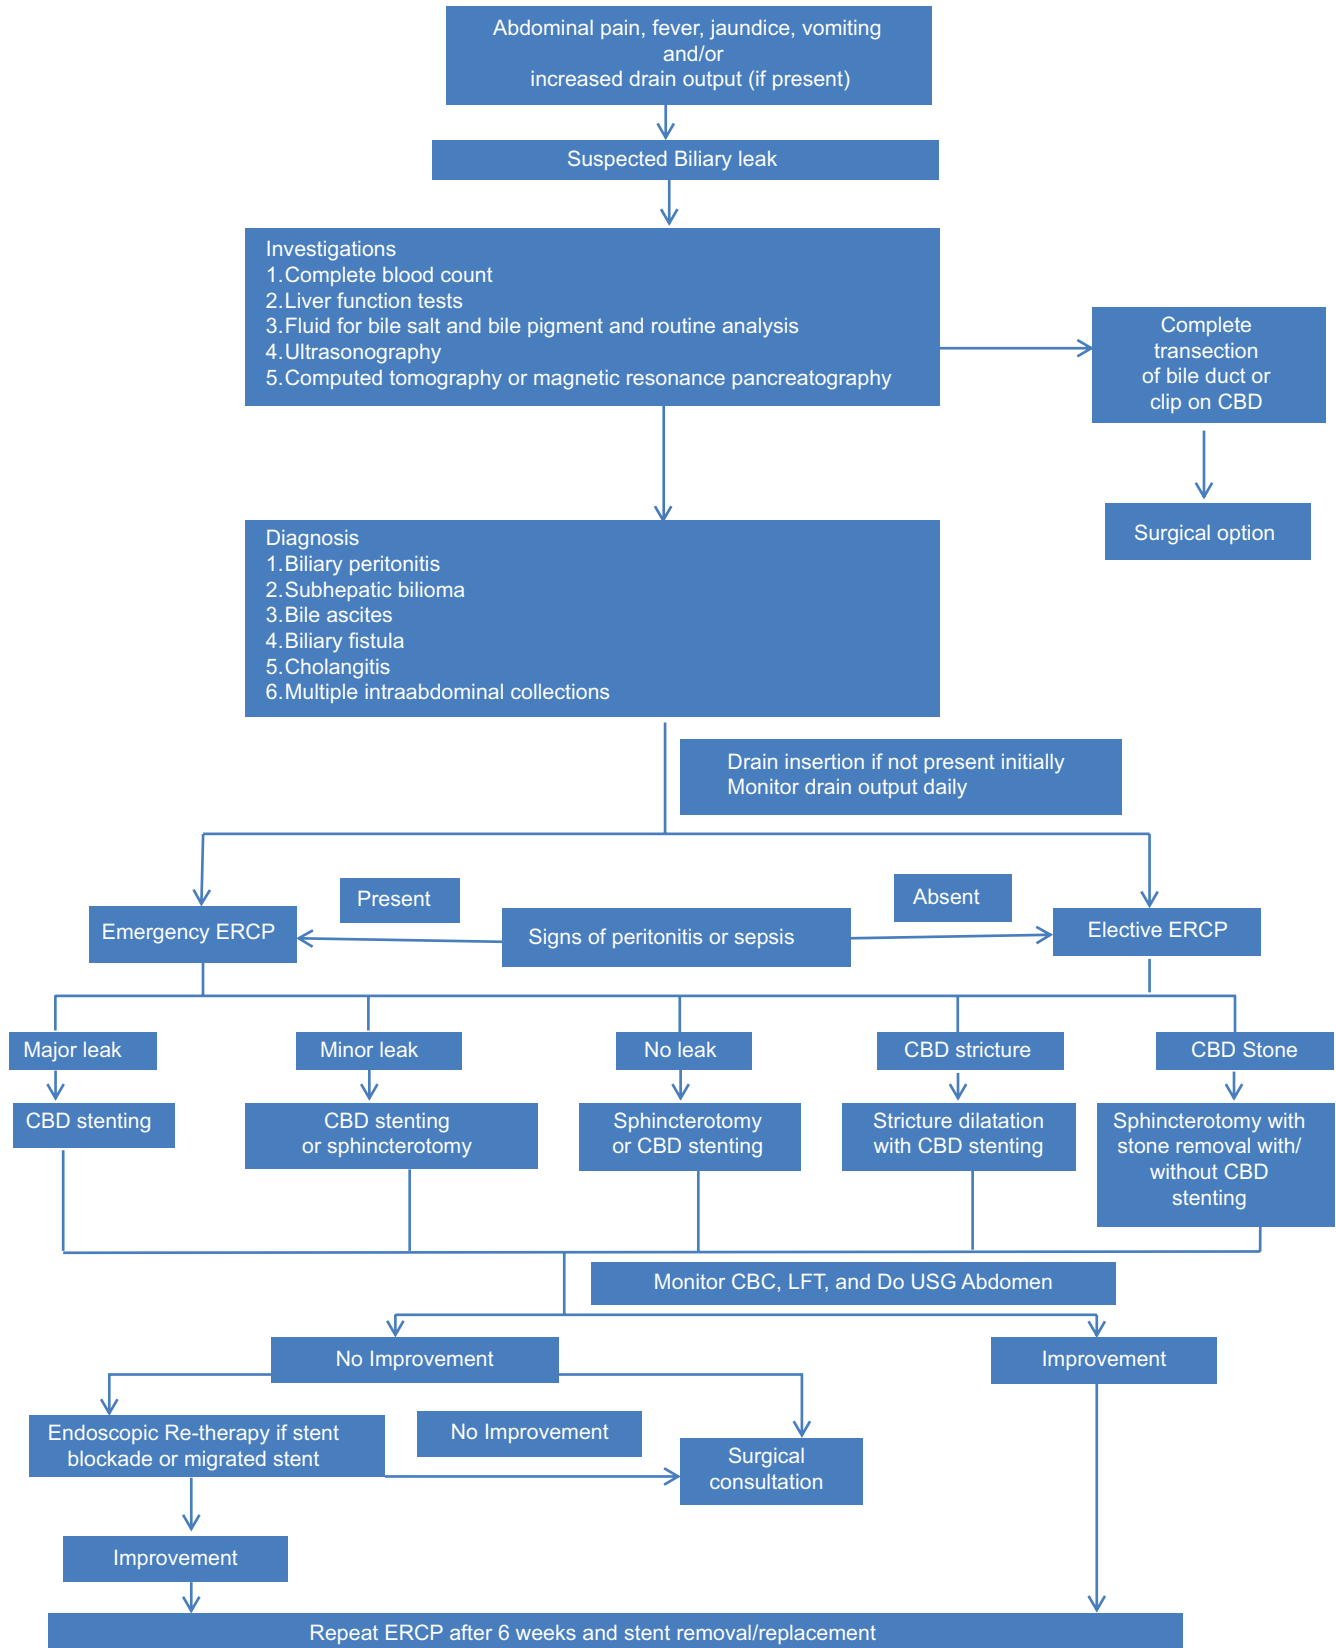 Abdominal pain, fever, jaundice, vomiting
and/or
increased drain output (if present)
Suspected Biliary leak
Investigations
1.Complete blood count
2.Liver function tests
3.Fluid for bile salt and bile pigment and routine analysis
4.Ultrasonography
5.Computed tomography or magnetic resonance pancreatography
Complete
transection
of bile duct or
clip on CBD
Surgical option
Diagnosis
1.Biliary peritonitis
2.Subhepatic bilioma
3.Bile ascites
4.Biliary fistula
5.Cholangitis
6.Multiple intraabdominal collections
Drain insertion if not present initially
Monitor drain output daily
Present
Absent
Emergency ERCP
Signs of peritonitis or sepsis
Elective ERCP
Major leak
Minor leak
No leak
CBD stricture
CBD Stone
CBD stenting
CBD stenting
or sphincterotomy
Sphincterotomy
or CBD stenting
Stricture dilatation
with CBD stenting
Sphincterotomy with
stone removal with/
without CBD
stenting
Monitor CBC, LFT, and Do USG Abdomen
No Improvement
Improvement
Endoscopic Re-therapy if stent
blockade or migrated stent
No Improvement
Surgical
consultation
Improvement
Repeat ERCP after 6 weeks and stent removal/replacement